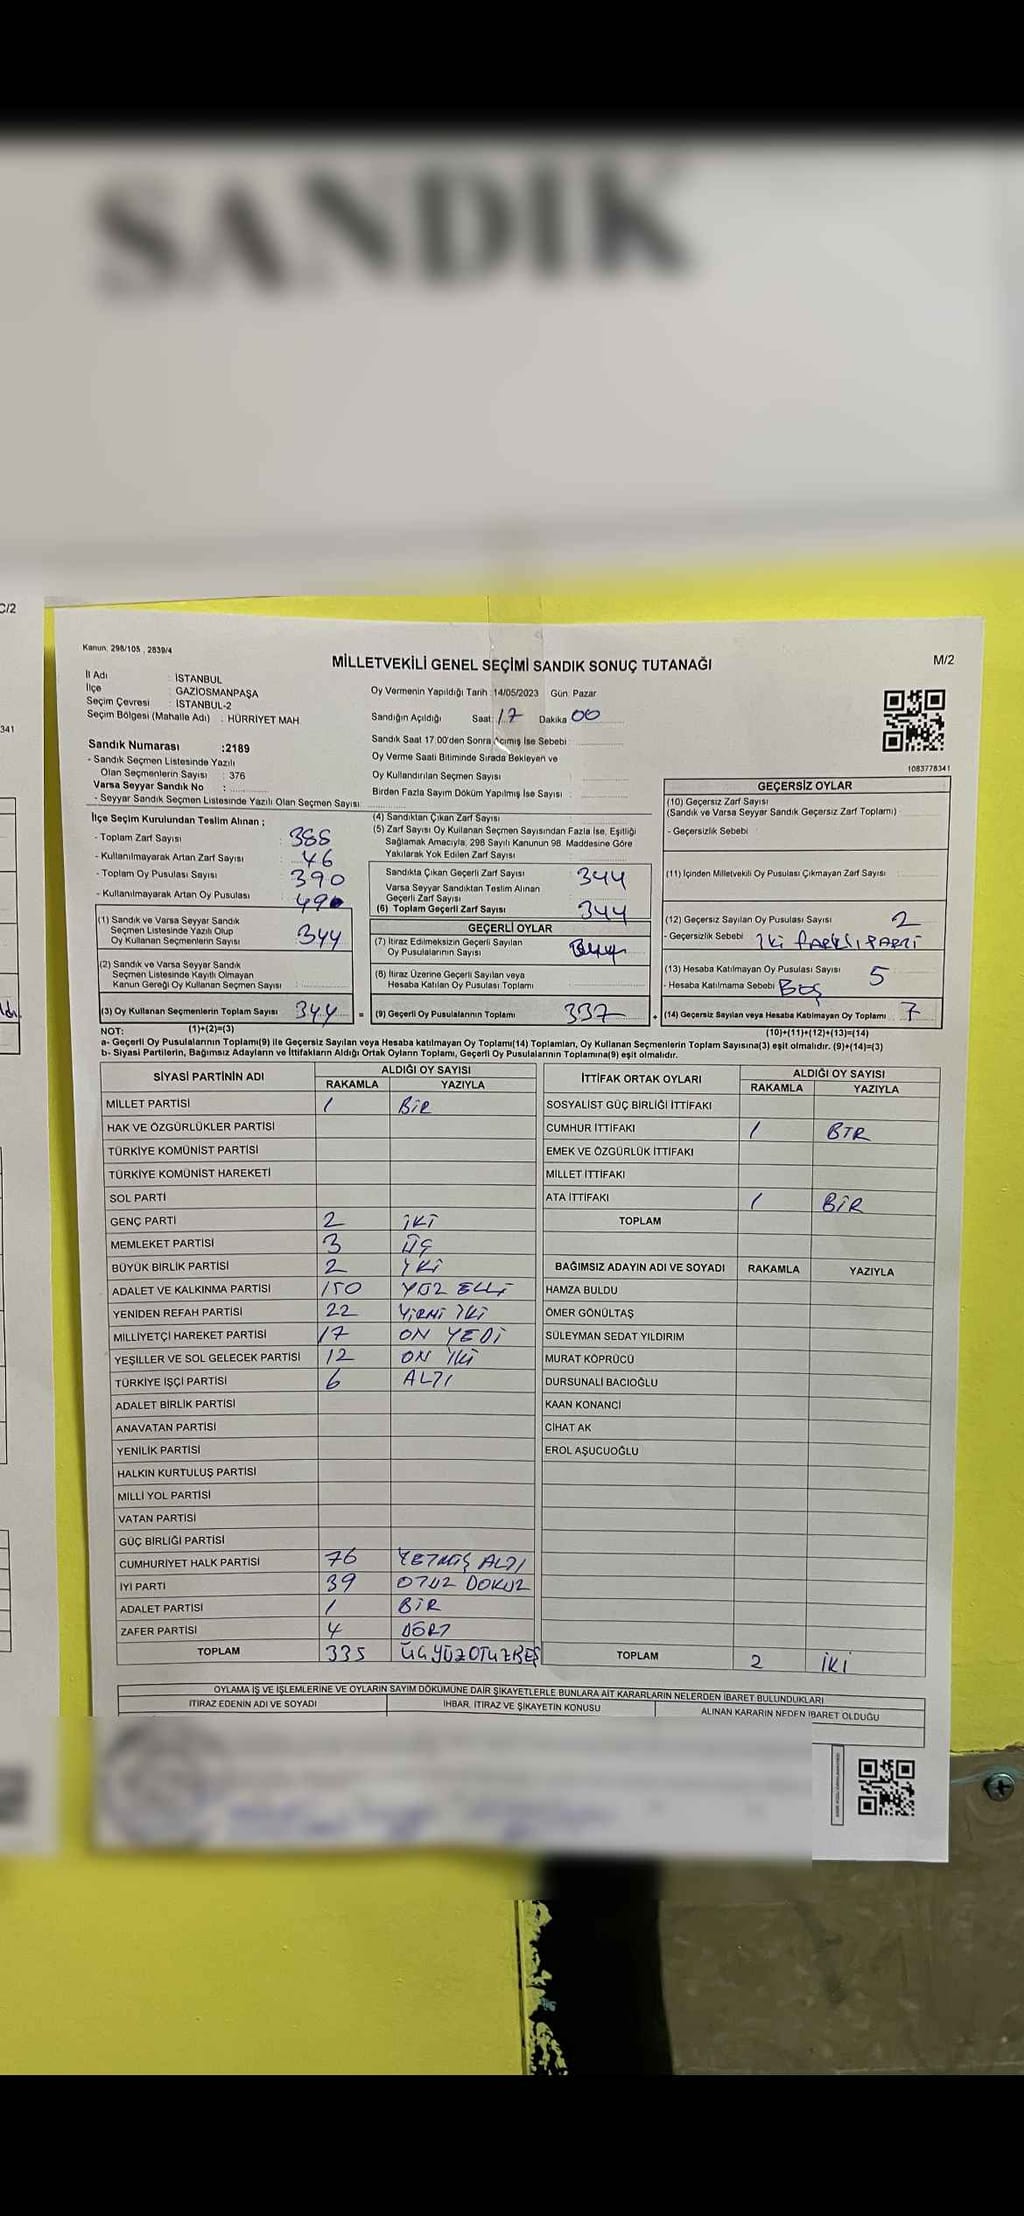 SANDIK
C/2
341
Kanun, 298/105 , 2839/4
MİLLETVEKİLİ GENEL SEÇİMİ SANDIK SONUÇ TUTANAĞI
M/2
İl Adı : İSTANBUL
İlçe : GAZİOSMANPAŞA
Seçim Çevresi : İSTANBUL-2
Seçim Bölgesi (Mahalle Adı) : HÜRRİYET MAH.
Oy Vermenin Yapıldığı Tarih : 14/05/2023 Gün: Pazar
Sandığın Açıldığı Saat: 17 Dakika 00
Sandık Saat 17.00'den Sonra Açılmış İse Sebebi
Oy Verme Saati Bitiminde Sırada Bekleyen ve
Oy Kullandırılan Seçmen Sayısı
Birden Fazla Sayım Döküm Yapılmış İse Sayısı
1083778341
Sandık Numarası :2189
- Sandık Seçmen Listesinde Yazılı
Olan Seçmenlerin Sayısı : 376
Varsa Seyyar Sandık No :
- Seyyar Sandık Seçmen Listesinde Yazılı Olan Seçmen Sayısı
İlçe Seçim Kurulundan Teslim Alınan ;
- Toplam Zarf Sayısı : 388
- Kullanılmayarak Artan Zarf Sayısı : 46
- Toplam Oy Pusulası Sayısı : 390
- Kullanılmayarak Artan Oy Pusulası :
(1) Sandık ve Varsa Seyyar Sandık
Seçmen Listesinde Yazılı Olup
Oy Kullanan Seçmenlerin Sayısı : 344
(2) Sandık ve Varsa Seyyar Sandık
Seçmen Listesinde Kayıtlı Olmayan
Kanun Gereği Oy Kullanan Seçmen Sayısı
(3) Oy Kullanan Seçmenlerin Toplam Sayısı : 344
(1)+(2)=(3)
(4) Sandıktan Çıkan Zarf Sayısı
(5) Zarf Sayısı Oy Kullanan Seçmen Sayısından Fazla İse, Eşitliği
Sağlamak Amacıyla, 298 Sayılı Kanunun 98. Maddesine Göre
Yakılarak Yok Edilen Zarf Sayısı
Sandıkta Çıkan Geçerli Zarf Sayısı : 344
Varsa Seyyar Sandıktan Teslim Alınan
Geçerli Zarf Sayısı
(6) Toplam Geçerli Zarf Sayısı 344
GEÇERLİ OYLAR
(7) İtiraz Edilmeksizin Geçerli Sayılan
Oy Pusulalarının Sayısı
(8) İtiraz Üzerine Geçerli Sayılan veya
Hesaba Katılan Oy Pusulası Toplamı
= (9) Geçerli Oy Pusulalarının Toplamı : 337
GEÇERSİZ OYLAR
(10) Geçersiz Zarf Sayısı
(Sandık ve Varsa Seyyar Sandık Geçersiz Zarf Toplamı)
- Geçersizlik Sebebi
(11) İçinden Milletvekili Oy Pusulası Çıkmayan Zarf Sayısı
(12) Geçersiz Sayılan Oy Pusulası Sayısı 2
- Geçersizlik Sebebi : İki FARKLI PARTİ
(13) Hesaba Katılmayan Oy Pusulası Sayısı 5
- Hesaba Katılmama Sebebi BEŞ
+ (14) Geçersiz Sayılan veya Hesaba Katılmayan Oy Toplamı 7
(10)+(11)+(12)+(13)=(14)
NOT:
a- Geçerli Oy Pusulalarının Toplamı(9) ile Geçersiz Sayılan veya Hesaba katılmayan Oy Toplamı(14) Toplamları, Oy Kullanan Seçmenlerin Toplam Sayısına(3) eşit olmalıdır. (9)+(14)=(3)
b- Siyasi Partilerin, Bağımsız Adayların ve İttifakların Aldığı Ortak Oyların Toplamı, Geçerli Oy Pusulalarının Toplamına(9) eşit olmalıdır.
SİYASİ PARTİNİN ADI ALDIĞI OY SAYISI
RAKAMLA YAZIYLA
MİLLET PARTİSİ 1 BİR
HAK VE ÖZGÜRLÜKLER PARTİSİ
TÜRKİYE KOMÜNİST PARTİSİ
TÜRKİYE KOMÜNİST HAREKETİ
SOL PARTİ
GENÇ PARTİ 2 İKİ
MEMLEKET PARTİSİ 3 ÜÇ
BÜYÜK BİRLİK PARTİSİ 2 İKİ
ADALET VE KALKINMA PARTİSİ 150 YÜZ ELLİ
YENİDEN REFAH PARTİSİ 22 YİRMİ İKİ
MİLLİYETÇİ HAREKET PARTİSİ 17 ON YEDİ
YEŞİLLER VE SOL GELECEK PARTİSİ 12 ON İKİ
TÜRKİYE İŞÇİ PARTİSİ 6 ALTI
ADALET BİRLİK PARTİSİ
ANAVATAN PARTİSİ
YENİLİK PARTİSİ
HALKIN KURTULUŞ PARTİSİ
MİLLİ YOL PARTİSİ
VATAN PARTİSİ
GÜÇ BİRLİĞİ PARTİSİ
CUMHURİYET HALK PARTİSİ 76 YETMİŞ ALTI
İYİ PARTİ 39 OTUZ DOKUZ
ADALET PARTİSİ 1 BİR
ZAFER PARTİSİ 4 DÖRT
TOPLAM 335 ÜÇYÜZOTUZBEŞ
İTTİFAK ORTAK OYLARI ALDIĞI OY SAYISI
RAKAMLA YAZIYLA
SOSYALİST GÜÇ BİRLİĞİ İTTİFAKI
CUMHUR İTTİFAKI 1 BİR
EMEK VE ÖZGÜRLÜK İTTİFAKI
MİLLET İTTİFAKI
ATA İTTİFAKI 1 BİR
TOPLAM
BAĞIMSIZ ADAYIN ADI VE SOYADI RAKAMLA YAZIYLA
HAMZA BULDU
ÖMER GÖNÜLTAŞ
SÜLEYMAN SEDAT YILDIRIM
MURAT KÖPRÜCÜ
DURSUNALİ BACIOĞLU
KAAN KONANCİ
CİHAT AK
EROL AŞUCUOĞLU
TOPLAM 2 İKİ
OYLAMA İŞ VE İŞLEMLERİNE VE OYLARIN SAYIM DÖKÜMÜNE DAİR ŞİKAYETLERLE BUNLARA AİT KARARLARIN NELERDEN İBARET BULUNDUKLARI
İTİRAZ EDENİN ADI VE SOYADI İHBAR, İTİRAZ VE ŞİKAYETİN KONUSU ALINAN KARARIN NEDEN İBARET OLDUĞU